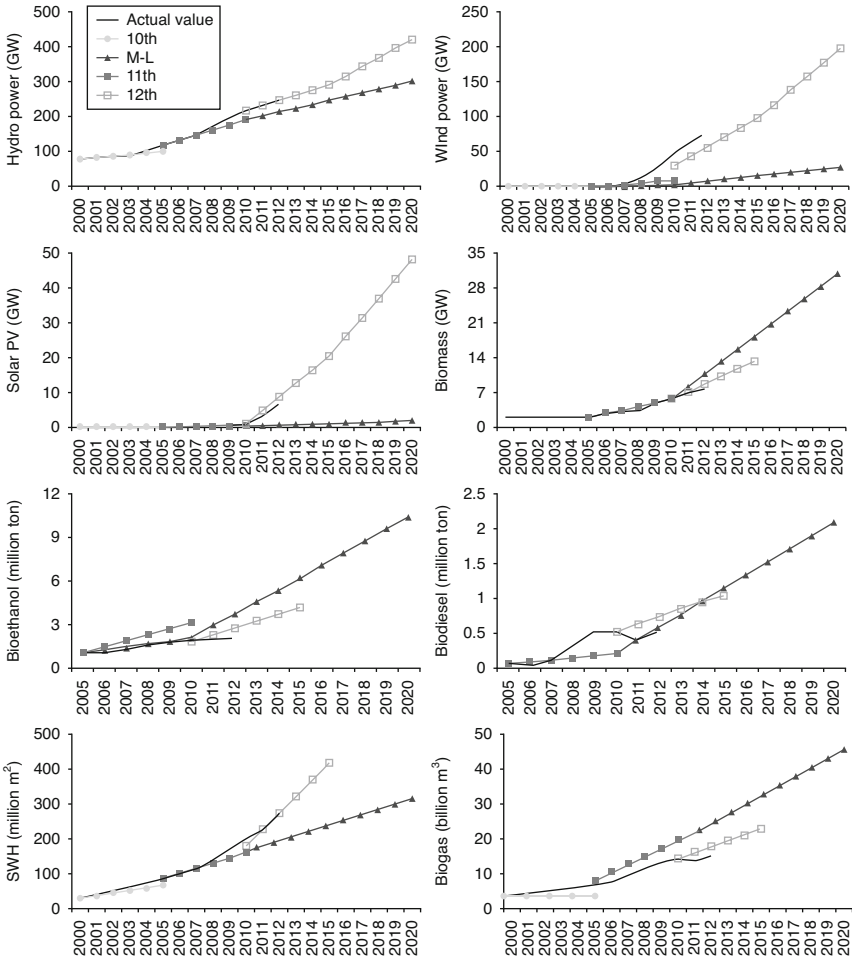 Actual value
10th
M-L
11th
12th
Hydro power (GW)
500
400
300
200
100
0
2000 2001 2002 2003 2004 2005 2006 2007 2008 2009 2010 2011 2012 2013 2014 2015 2016 2017 2018 2019 2020
WInd power (GW)
250
200
150
100
50
0
2000 2001 2002 2003 2004 2005 2006 2007 2008 2009 2010 2011 2012 2013 2014 2015 2016 2017 2018 2019 2020
Solar PV (GW)
50
40
30
20
10
0
2000 2001 2002 2003 2004 2005 2006 2007 2008 2009 2010 2011 2012 2013 2014 2015 2016 2017 2018 2019 2020
Biomass (GW)
35
28
21
14
7
0
2000 2001 2002 2003 2004 2005 2006 2007 2008 2009 2010 2011 2012 2013 2014 2015 2016 2017 2018 2019 2020
Bioethanol (million ton)
12
9
6
3
0
2005 2006 2007 2008 2009 2010 2011 2012 2013 2014 2015 2016 2017 2018 2019 2020
Biodiesel (million ton)
2.5
2
1.5
1
0.5
0
2005 2006 2007 2008 2009 2010 2011 2012 2013 2014 2015 2016 2017 2018 2019 2020
SWH (million m²)
500
400
300
200
100
0
2000 2001 2002 2003 2004 2005 2006 2007 2008 2009 2010 2011 2012 2013 2014 2015 2016 2017 2018 2019 2020
Biogas (billion m³)
50
40
30
20
10
0
2000 2001 2002 2003 2004 2005 2006 2007 2008 2009 2010 2011 2012 2013 2014 2015 2016 2017 2018 2019 2020